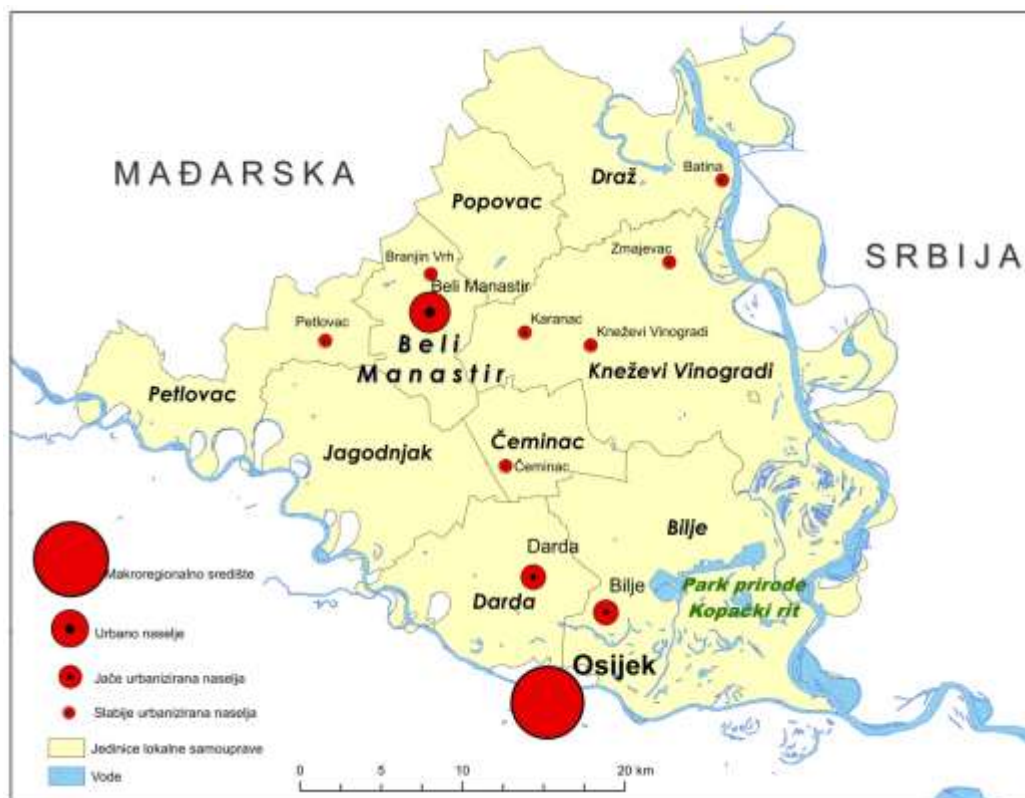 MAĐARSKA
SRBIJA
Draž
Batina
Popovac
Zmajevac
Branjin Vrh
Beli Manastir
Petlovac
Karanac
Kneževi Vinogradi
Beli
Manastir
Kneževi Vinogradi
Petlovac
Jagodnjak
Čeminac
Čeminac
Bilje
Darda
Bilje
Park prirode
Kopački rit
Darda
Osijek
Makroregionalno središte
Urbano naselje
Jače urbanizirana naselja
Slabije urbanizirana naselja
Jedinice lokalne samouprave
Vode
0 5 10 20 km